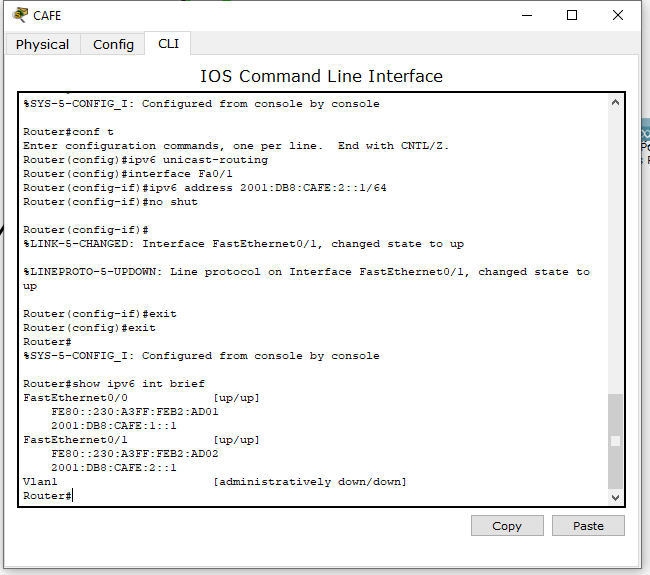 CAFE
Physical Config CLI
IOS Command Line Interface
%SYS-5-CONFIG_I: Configured from console by console
Router#conf t
Enter configuration commands, one per line.  End with CNTL/Z.
Router(config)#ipv6 unicast-routing
Router(config)#interface Fa0/1
Router(config-if)#ipv6 address 2001:DB8:CAFE:2::1/64
Router(config-if)#no shut
Router(config-if)#
%LINK-5-CHANGED: Interface FastEthernet0/1, changed state to up
%LINEPROTO-5-UPDOWN: Line protocol on Interface FastEthernet0/1, changed state to
up
Router(config-if)#exit
Router(config)#exit
Router#
%SYS-5-CONFIG_I: Configured from console by console
Router#show ipv6 int brief
FastEthernet0/0            [up/up]
    FE80::230:A3FF:FEB2:AD01
    2001:DB8:CAFE:1::1
FastEthernet0/1            [up/up]
    FE80::230:A3FF:FEB2:AD02
    2001:DB8:CAFE:2::1
Vlan1                      [administratively down/down]
Router#
Copy Paste